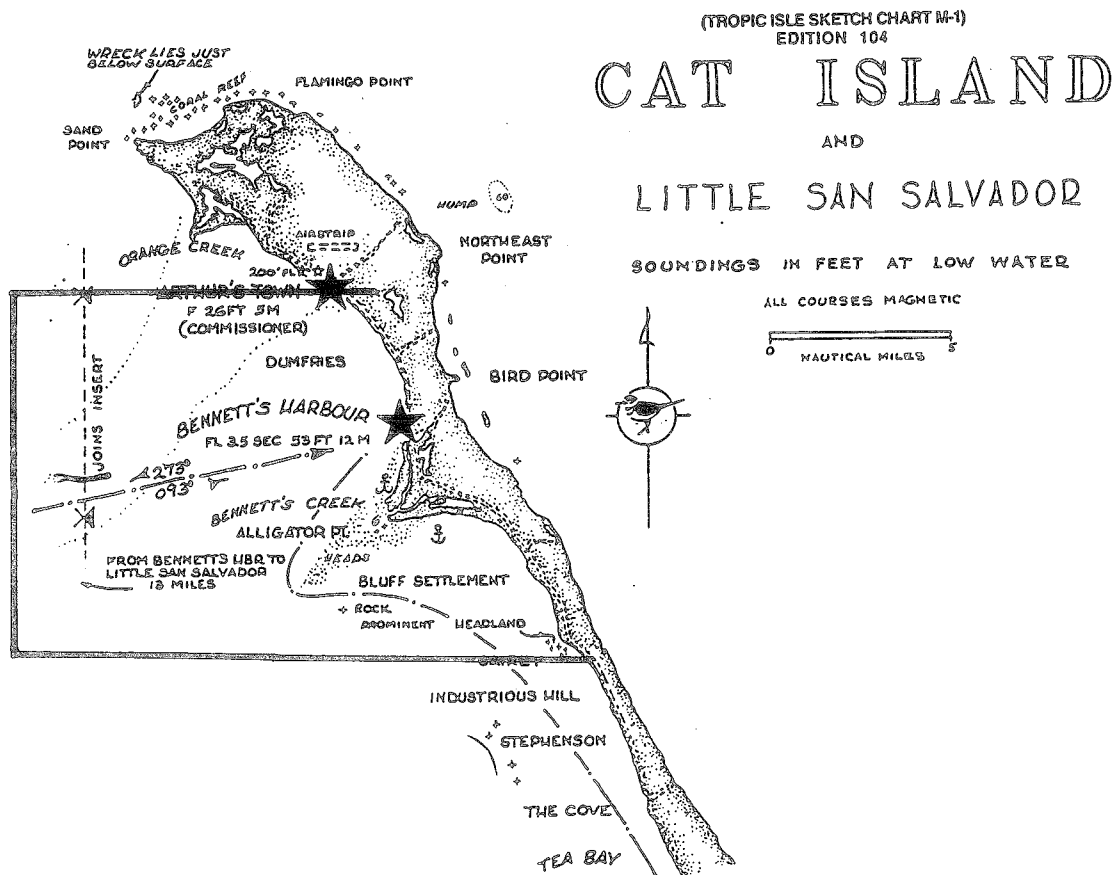 (TROPIC ISLE SKETCH CHART M-1)
EDITION 104
CAT ISLAND
AND
LITTLE SAN SALVADOR
SOUNDINGS IN FEET AT LOW WATER
ALL COURSES MAGNETIC
0 5
NAUTICAL MILES
WRECK LIES JUST
BELOW SURFACE
CORAL REEF
FLAMINGO POINT
SAND
POINT
HUMP
60
AIRSTRIP
NORTHEAST
POINT
ORANGE CREEK
200' FL R
ARTHUR'S TOWN
F 26FT 5M
(COMMISSIONER)
DUMFRIES
BIRD POINT
JOINS INSERT
BENNETT'S HARBOUR
FL 25 SEC 53 FT 12 M
273°
093°
BENNETT'S CREEK
ALLIGATOR PT.
HEADS
FROM BENNETTS HBR TO
LITTLE SAN SALVADOR
13 MILES
BLUFF SETTLEMENT
ROCK
PROMINENT
HEADLAND
INDUSTRIOUS HILL
STEPHENSON
THE COVE
TEA BAY